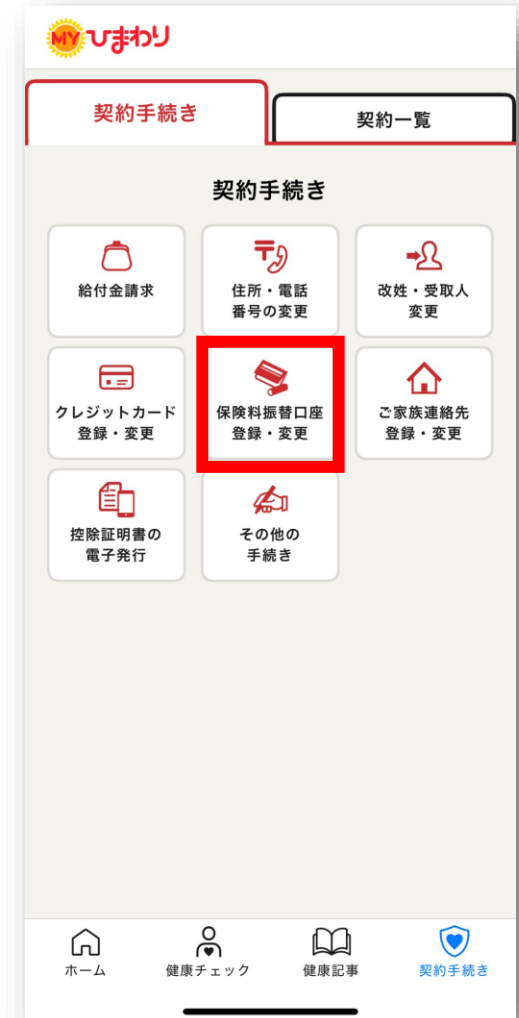 MYひまわり
契約手続き
契約一覧
契約手続き
給付金請求
住所・電話
番号の変更
改姓・受取人
変更
クレジットカード
登録・変更
保険料振替口座
登録・変更
ご家族連絡先
登録・変更
控除証明書の
電子発行
その他の
手続き
ホーム
健康チェック
健康記事
契約手続き